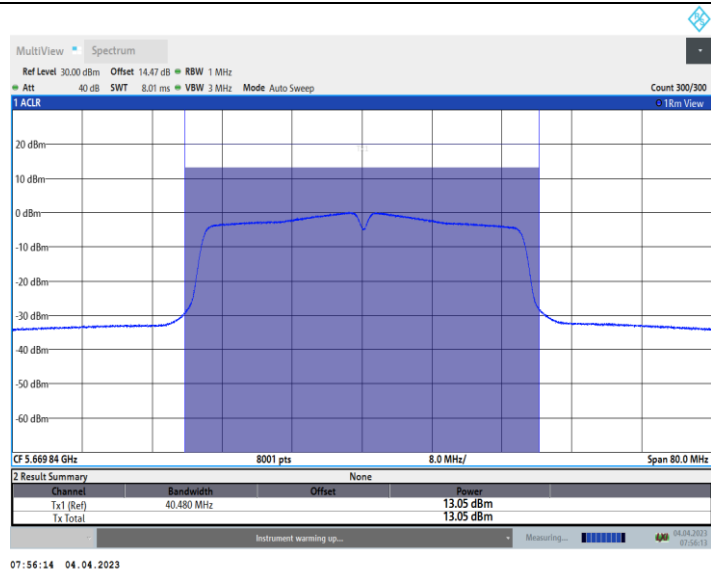 MultiView Spectrum
Ref Level 30.00 dBm Offset 14.47 dB RBW 1 MHz
Att 40 dB SWT 8.01 ms VBW 3 MHz Mode Auto Sweep Count 300/300
1 ACLR 1Rm View
20 dBm
10 dBm
0 dBm
-10 dBm
-20 dBm
-30 dBm
-40 dBm
-50 dBm
-60 dBm
CF 5.669 84 GHz 8001 pts 8.0 MHz/ Span 80.0 MHz
2 Result Summary None
Channel Bandwidth Offset Power
Tx1 (Ref) 40.480 MHz 13.05 dBm
Tx Total 13.05 dBm
Instrument warming up... Measuring... 04.04.2023
07:56:13
07:56:14 04.04.2023